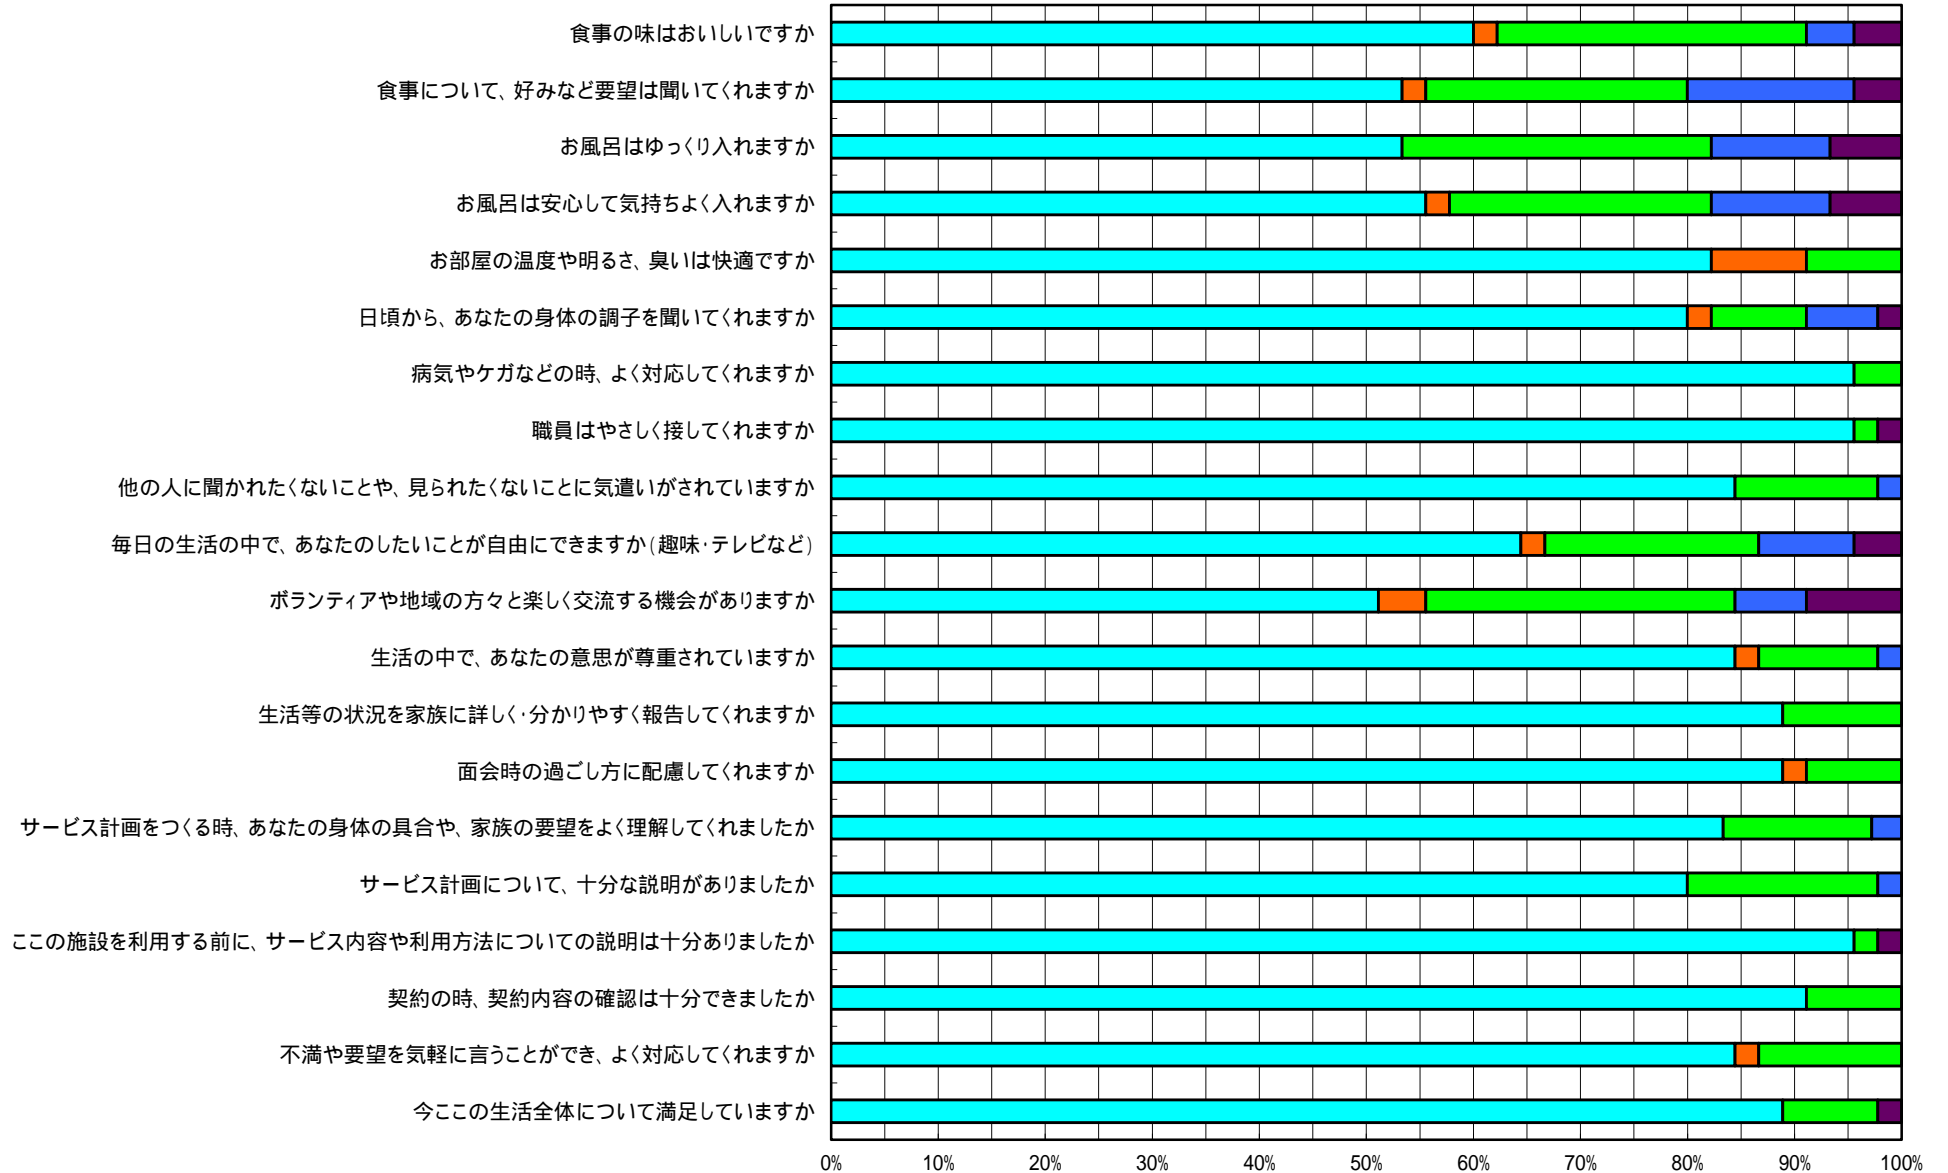 食事の味はおいしいですか
食事について、好みなど要望は聞いてくれますか
お風呂はゆっくり入れますか
お風呂は安心して気持ちよく入れますか
お部屋の温度や明るさ、臭いは快適ですか
日頃から、あなたの身体の調子を聞いてくれますか
病気やケガなどの時、よく対応してくれますか
職員はやさしく接してくれますか
他の人に聞かれたくないことや、見られたくないことに気遣いがされていますか
毎日の生活の中で、あなたのしたいことが自由にできますか(趣味・テレビなど)
ボランティアや地域の方々と楽しく交流する機会がありますか
生活の中で、あなたの意思が尊重されていますか
生活等の状況を家族に詳しく・分かりやすく報告してくれますか
面会時の過ごし方に配慮してくれますか
サービス計画をつくる時、あなたの身体の具合や、家族の要望をよく理解してくれましたか
サービス計画について、十分な説明がありましたか
ここの施設を利用する前に、サービス内容や利用方法についての説明は十分ありましたか
契約の時、契約内容の確認は十分できましたか
不満や要望を気軽に言うことができ、よく対応してくれますか
今ここの生活全体について満足していますか
0% 10% 20% 30% 40% 50% 60% 70% 80% 90% 100%